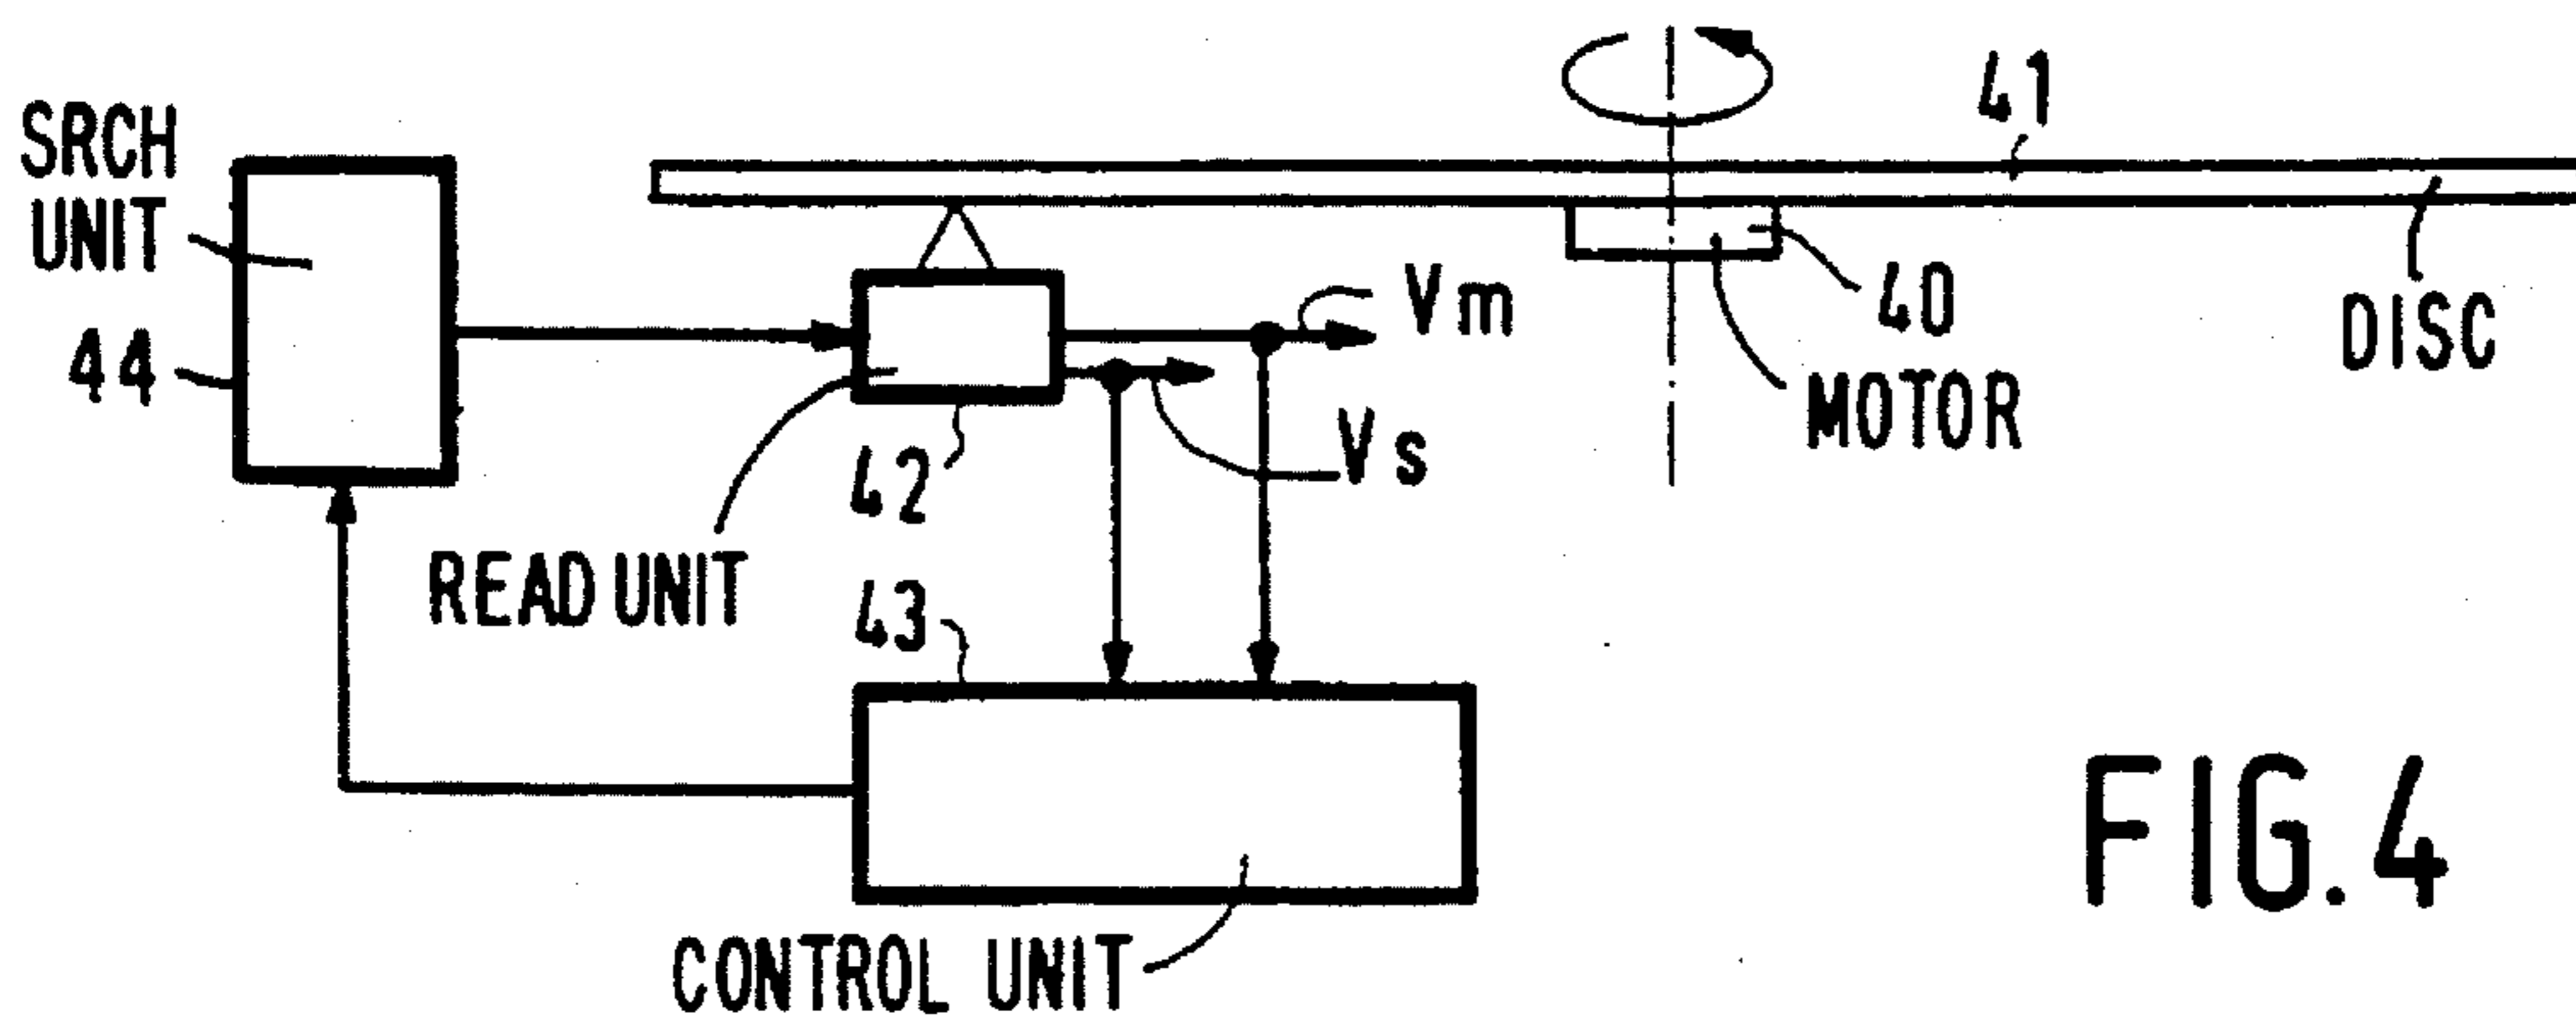 SRCH
UNIT
44
41
Vm
40
DISC
MOTOR
Vs
42
READ UNIT
43
CONTROL UNIT
FIG. 4